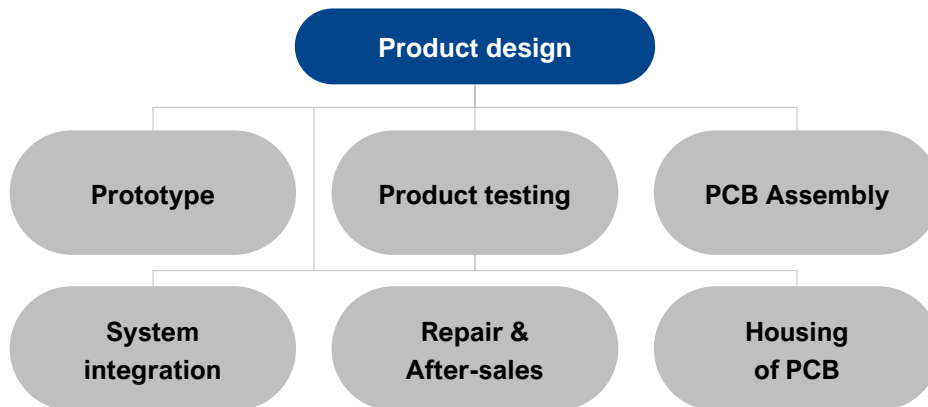 Product design
Prototype
Product testing
PCB Assembly
System
integration
Repair &
After-sales
Housing
of PCB